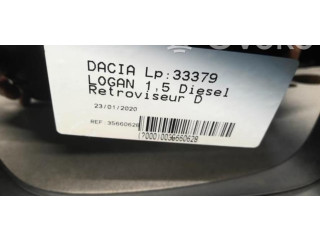 DACIA Lp:33379
LOGAN 1,5 Diesel
Retroviseur D
23/01/2020
REF 35660628